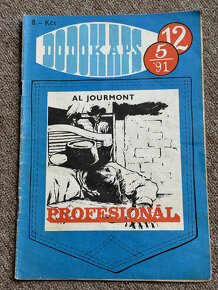 8.– Kčs
DODOKAPS
12
5
'91
AL JOURMONT
PROFESIONÁL